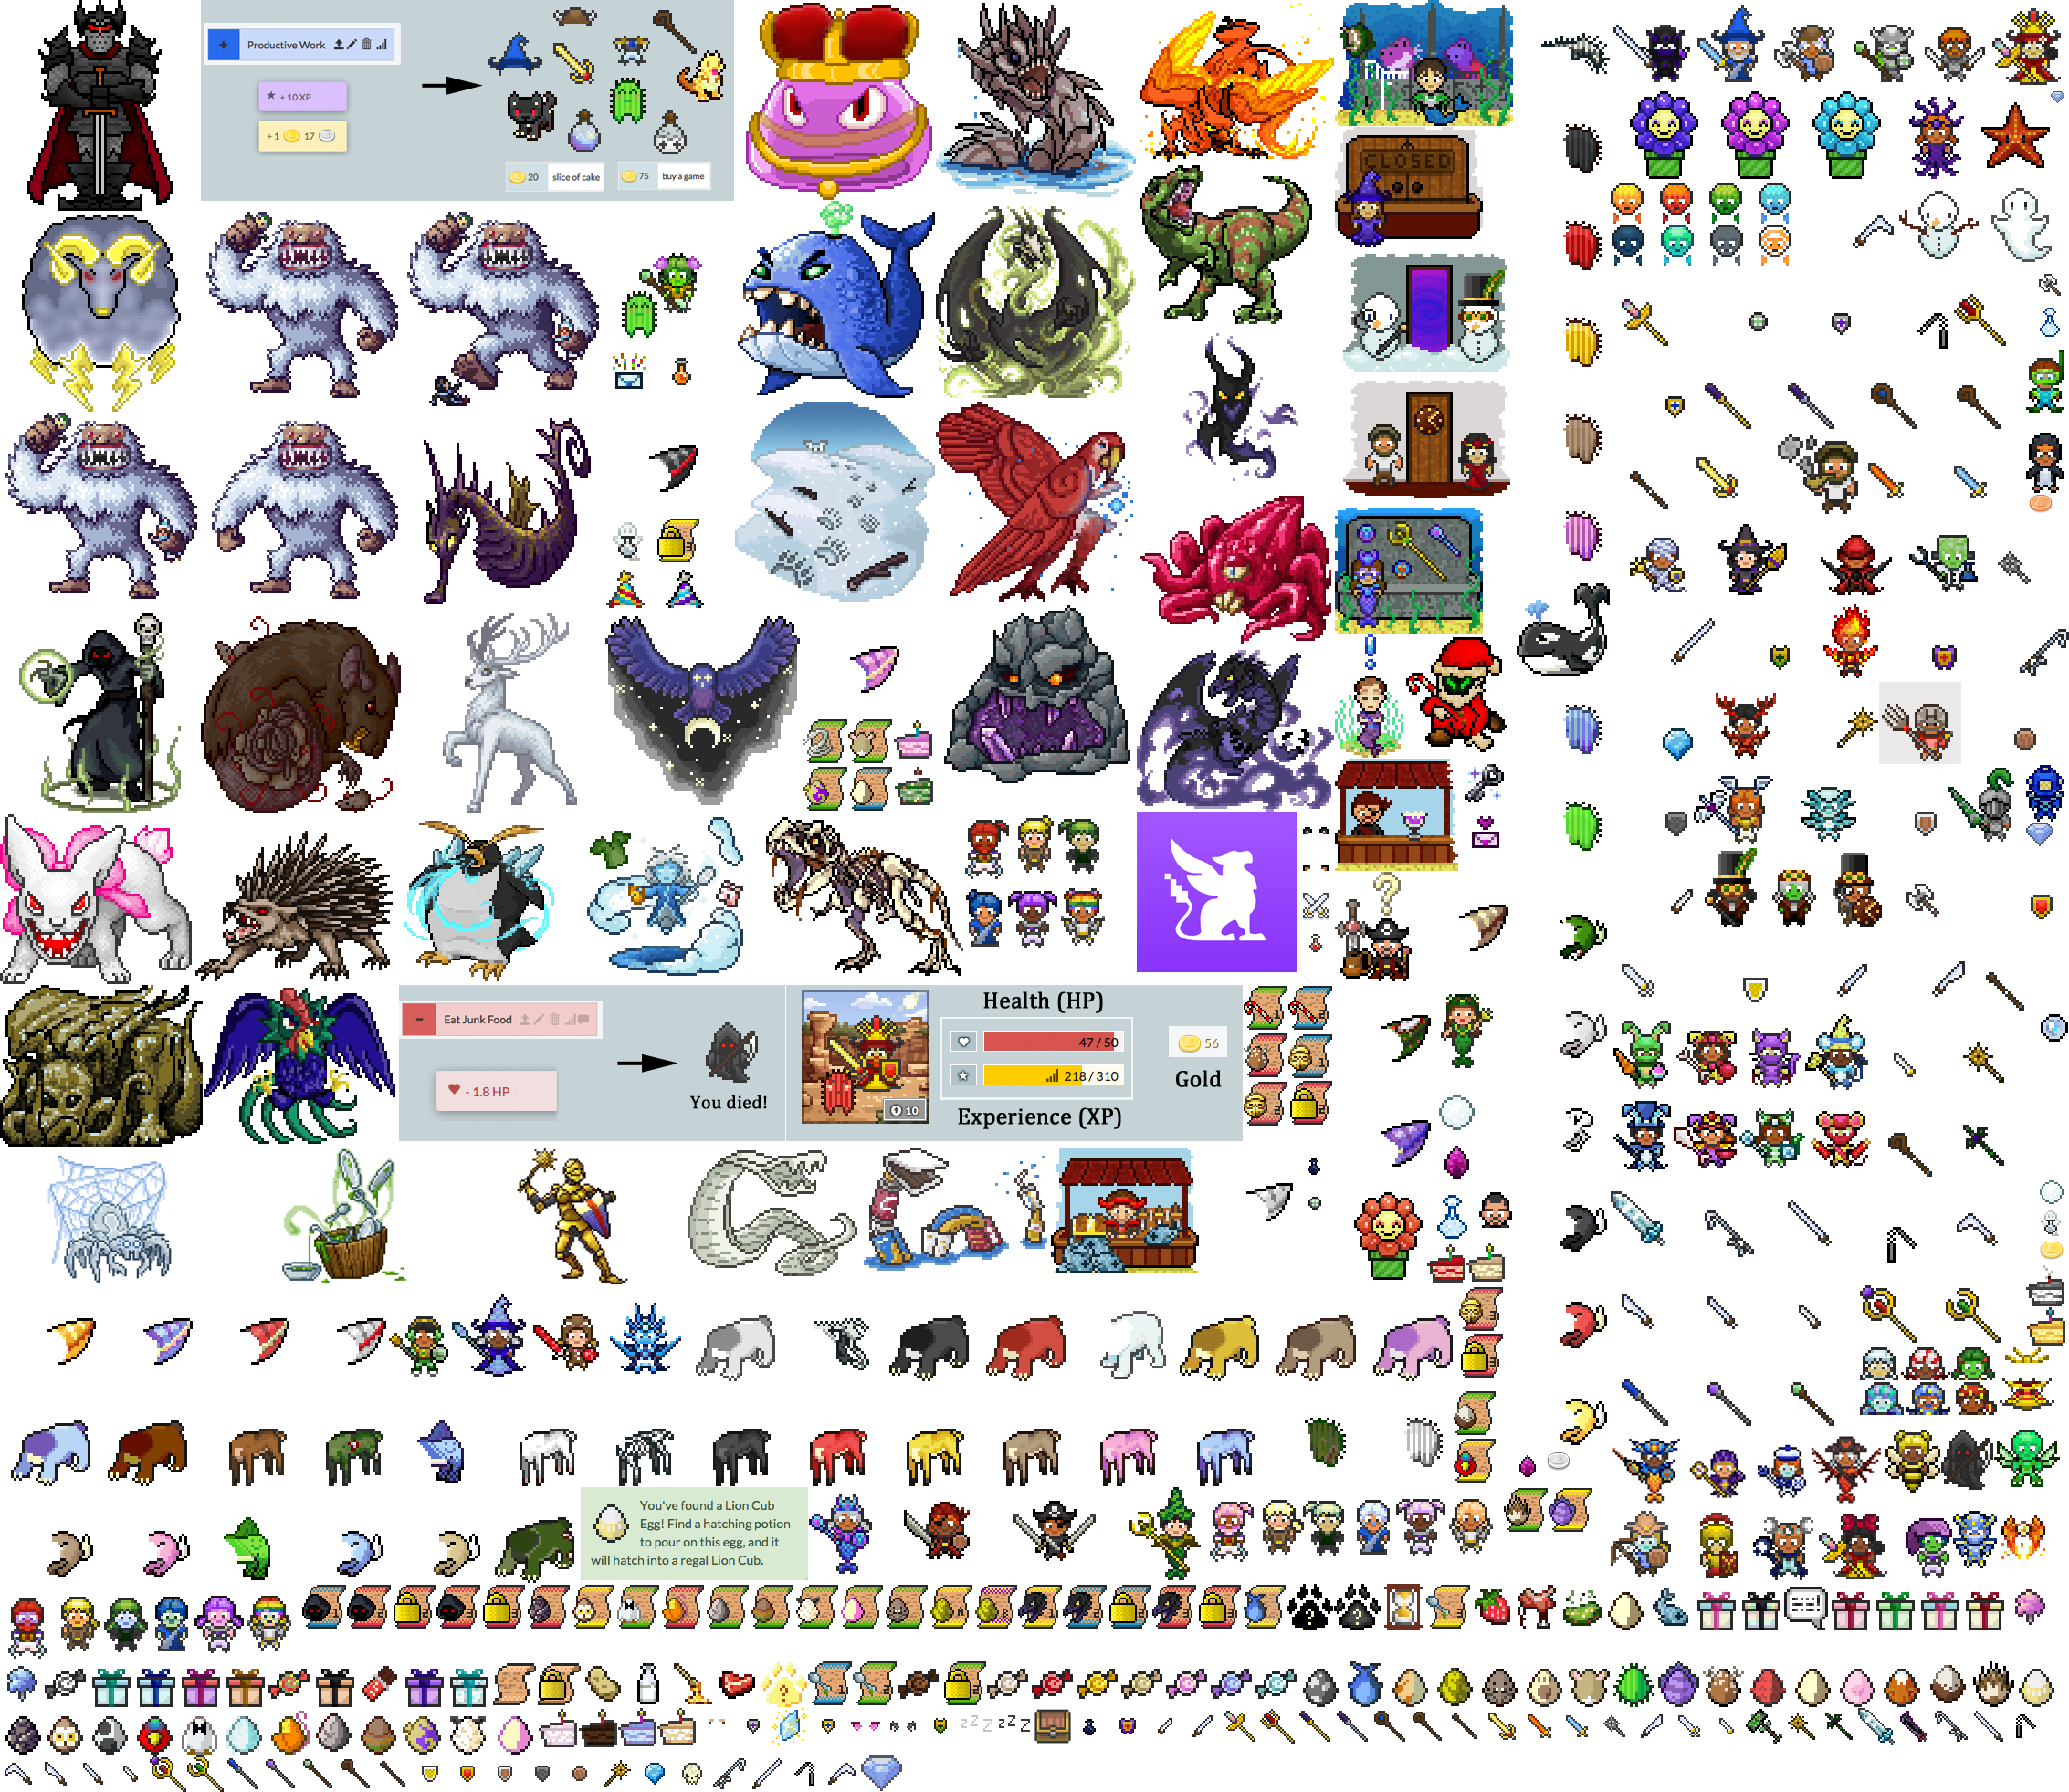 Productive Work
+ 10 XP
+ 1 17
20 slice of cake
75 buy a game
CLOSED
Eat Junk Food
- 1.8 HP
You died!
Health (HP)
47 / 50
218 / 310
Experience (XP)
10
56
Gold
You've found a Lion Cub
Egg! Find a hatching potion
to pour on this egg, and it
will hatch into a regal Lion Cub.